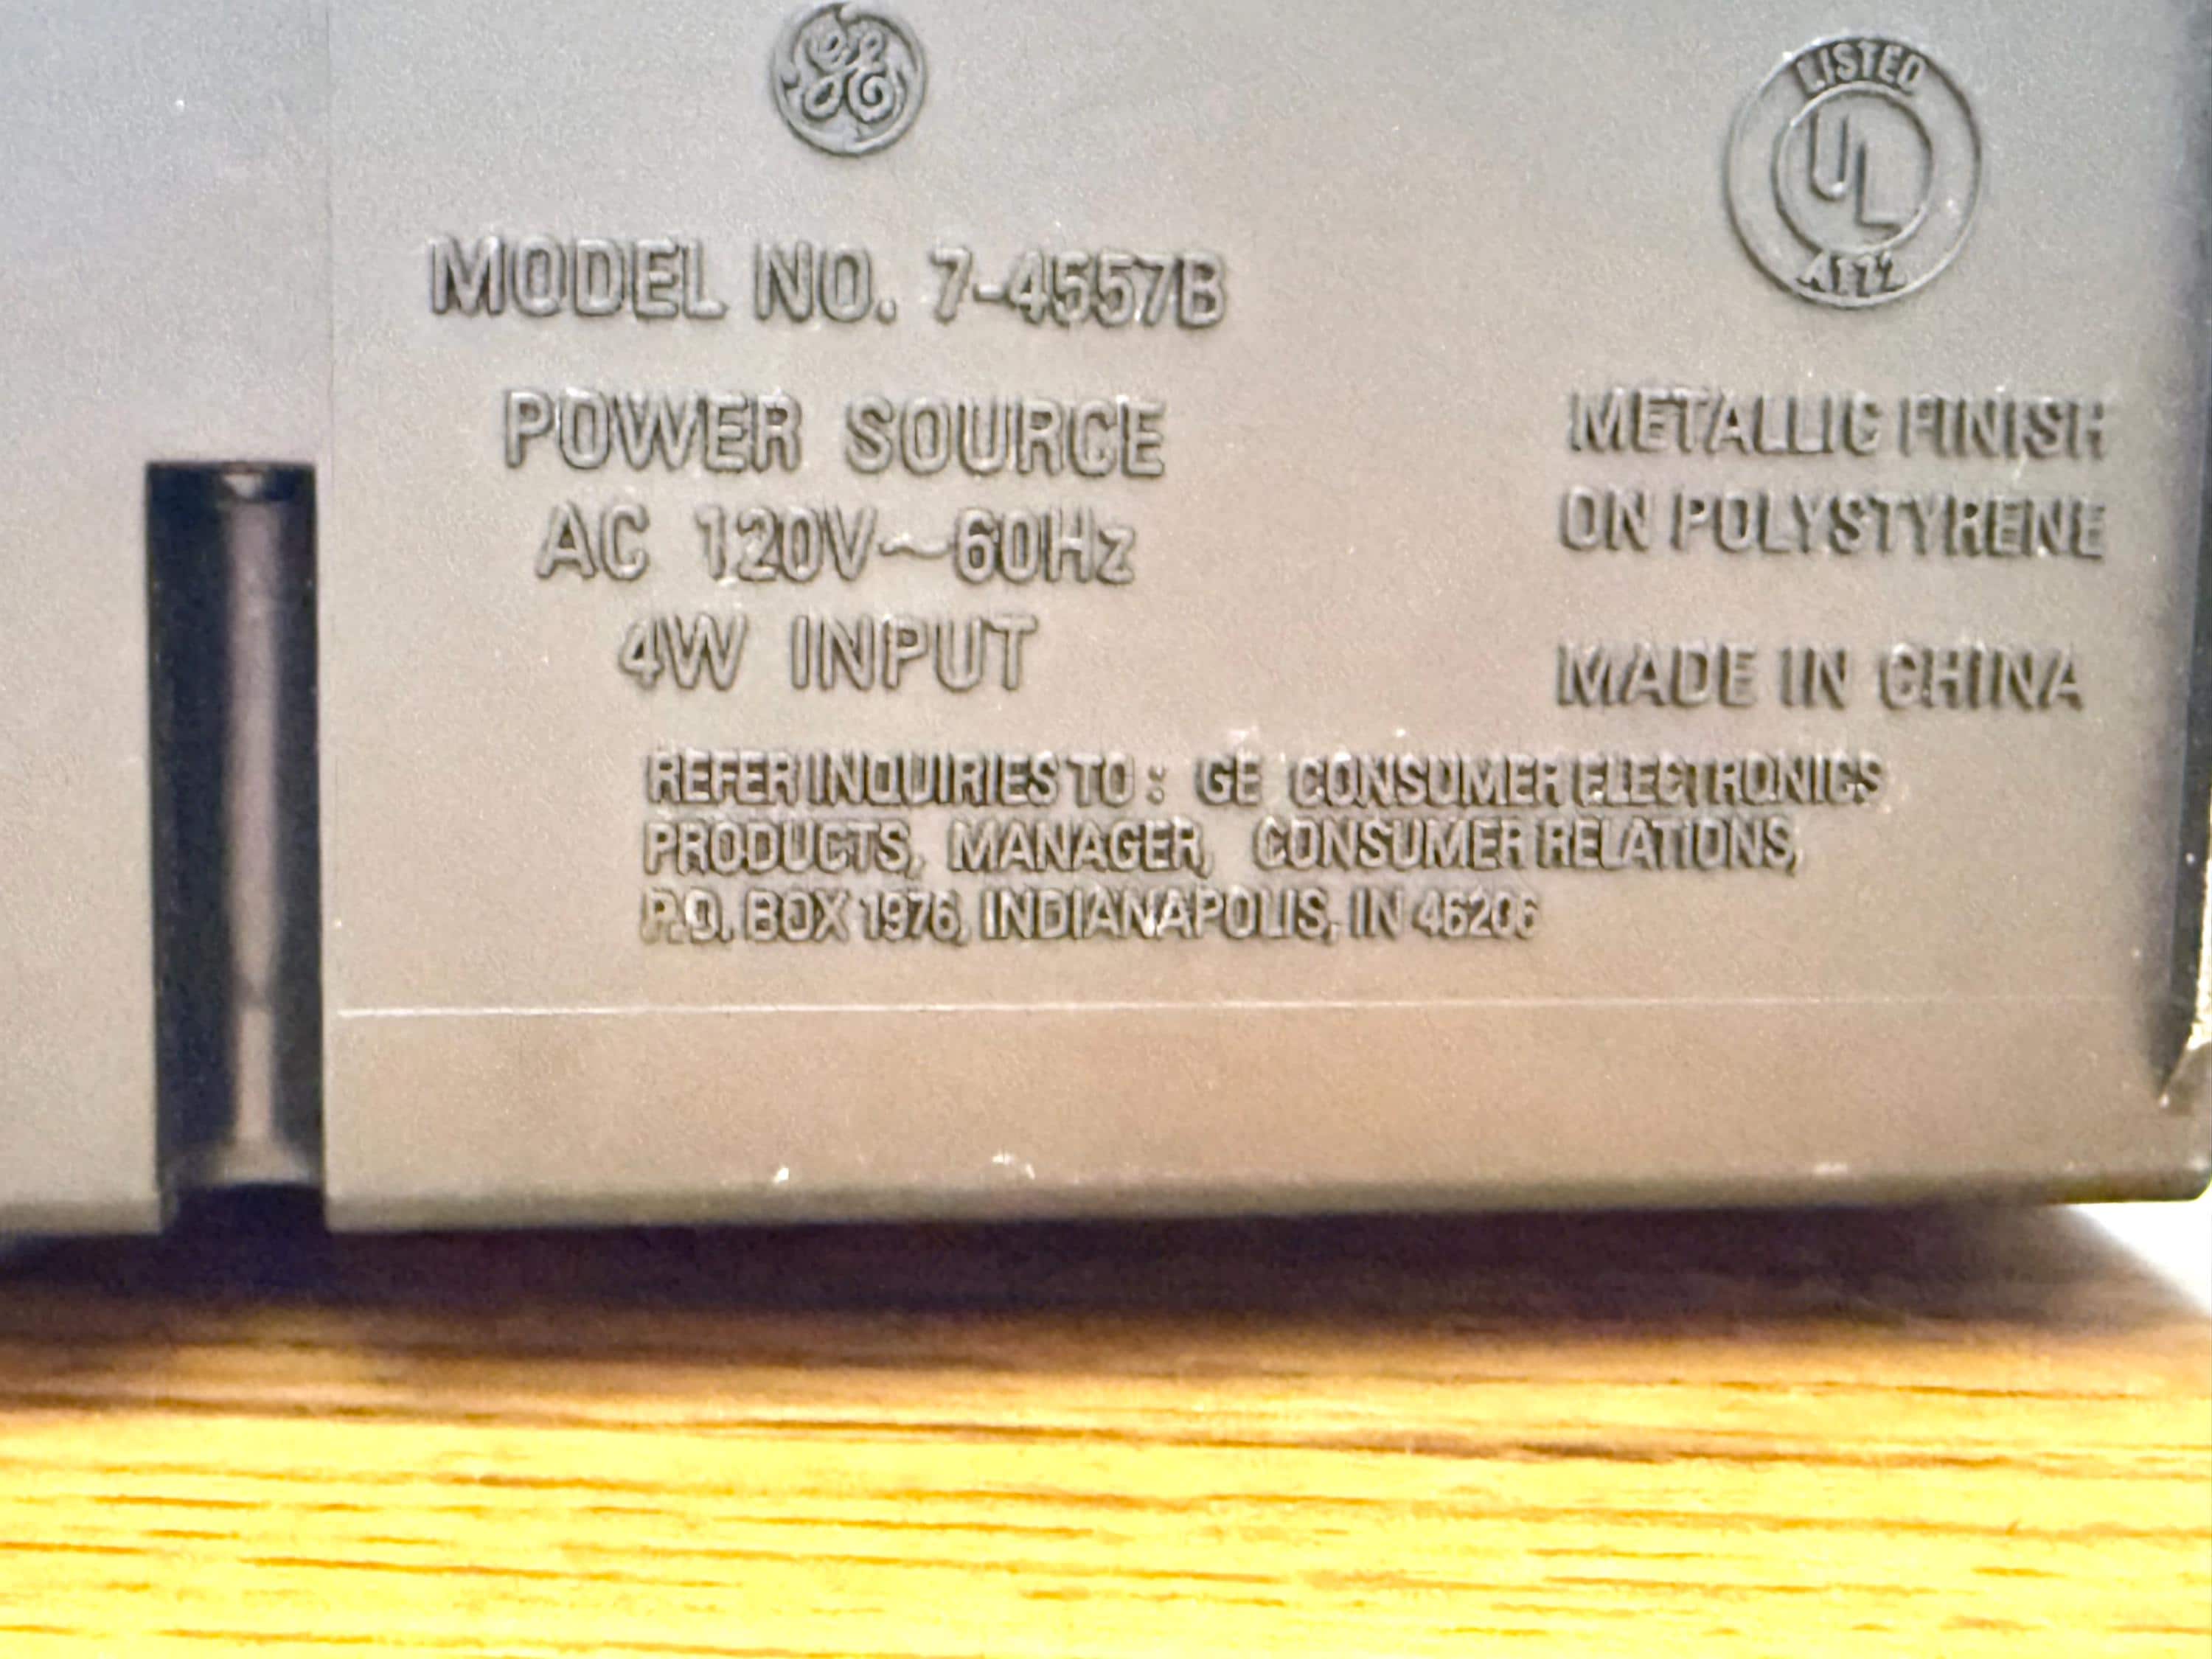 GE
LISTED
UL
A17Z
MODEL NO. 7-4557B
POWER SOURCE
AC 120V~60Hz
4W INPUT
METALLIC FINISH
ON POLYSTYRENE
MADE IN CHINA
REFER INQUIRIES TO : GE CONSUMER ELECTRONICS
PRODUCTS, MANAGER, CONSUMER RELATIONS,
P.O. BOX 1976, INDIANAPOLIS, IN 46206